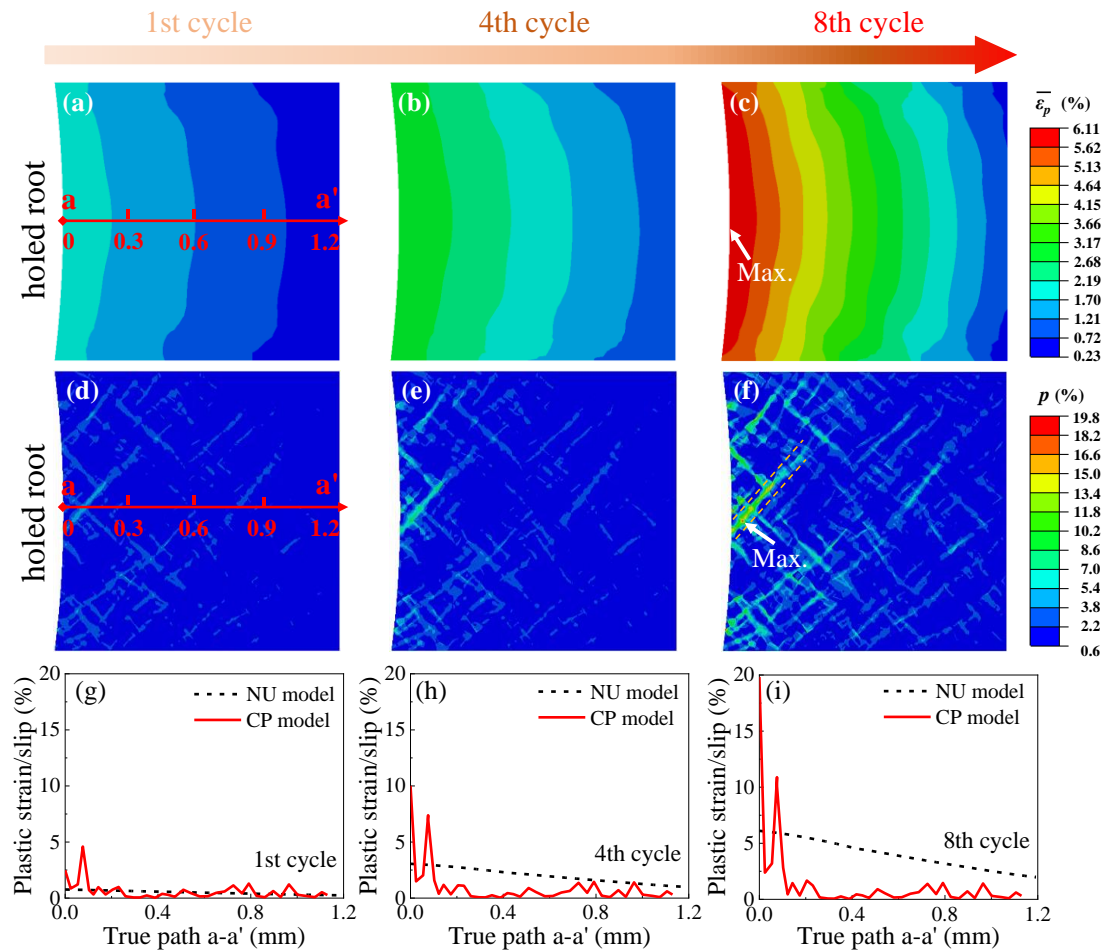 1st cycle 4th cycle 8th cycle
(a) (b) (c)
holed root
a a'
0 0.3 0.6 0.9 1.2
Max.
ε̅p (%)
6.11
5.62
5.13
4.64
4.15
3.66
3.17
2.68
2.19
1.70
1.21
0.72
0.23
(d) (e) (f)
holed root
a a'
0 0.3 0.6 0.9 1.2
Max.
p (%)
19.8
18.2
16.6
15.0
13.4
11.8
10.2
8.6
7.0
5.4
3.8
2.2
0.6
(g)
NU model
CP model
Plastic strain/slip (%)
20
15
10
5
0
1st cycle
0.0 0.4 0.8 1.2
True path a-a' (mm)
(h)
NU model
CP model
Plastic strain/slip (%)
20
15
10
5
0
4th cycle
0.0 0.4 0.8 1.2
True path a-a' (mm)
(i)
NU model
CP model
Plastic strain/slip (%)
20
15
10
5
0
8th cycle
0.0 0.4 0.8 1.2
True path a-a' (mm)